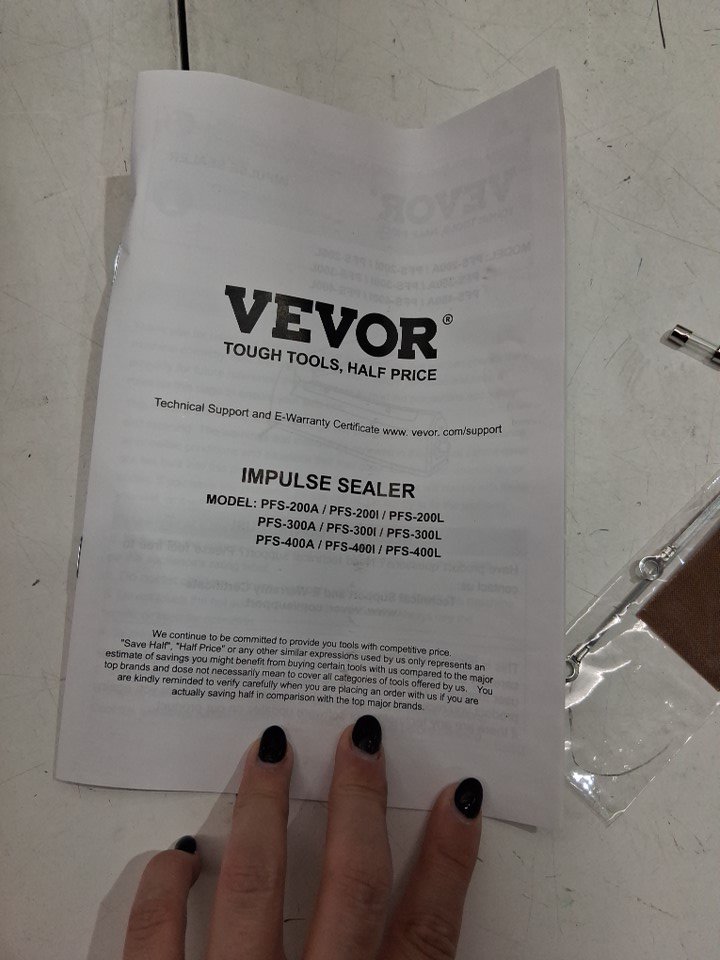 VEVOR®
TOUGH TOOLS, HALF PRICE
Technical Support and E-Warranty Certificate www. vevor. com/support
IMPULSE SEALER
MODEL: PFS-200A / PFS-200I / PFS-200L
PFS-300A / PFS-300I / PFS-300L
PFS-400A / PFS-400I / PFS-400L
We continue to be committed to provide you tools with competitive price.
"Save Half", "Half Price" or any other similar expressions used by us only represents an
estimate of savings you might benefit from buying certain tools with us compared to the major
top brands and dose not necessarily mean to cover all categories of tools offered by us. You
are kindly reminded to verify carefully when you are placing an order with us if you are
actually saving half in comparison with the top major brands.